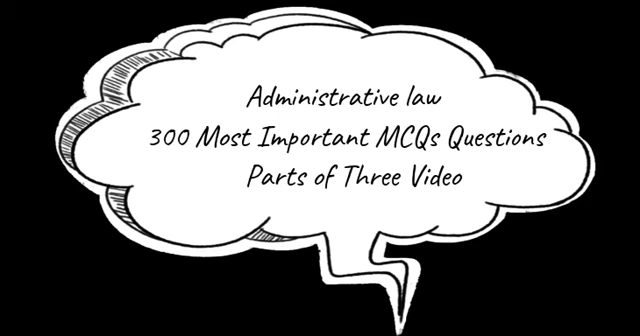 Administrative law
300 Most Important MCQs Questions
Parts of Three Video